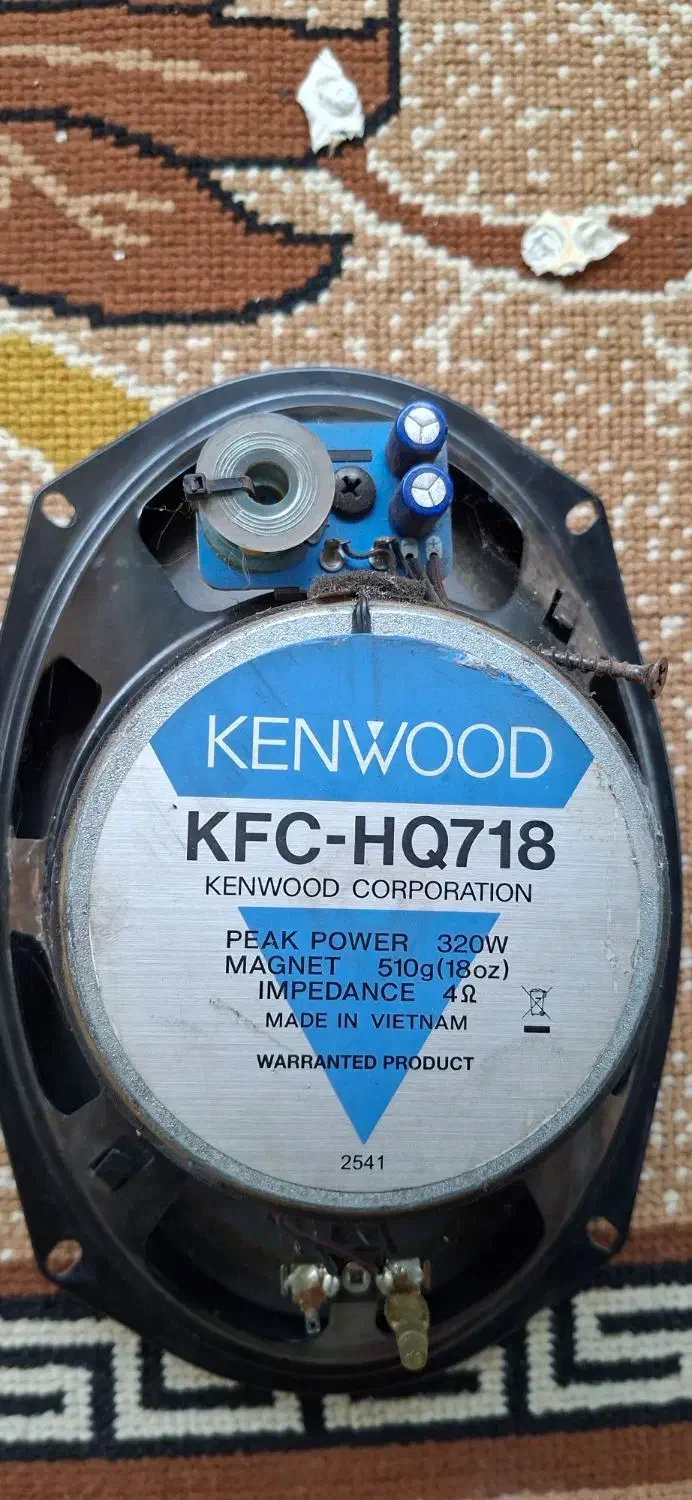 KENWOOD
KFC-HQ718
KENWOOD CORPORATION
PEAK POWER 320W
MAGNET 510g(18oz)
IMPEDANCE 4Ω
MADE IN VIETNAM
WARRANTED PRODUCT
2541